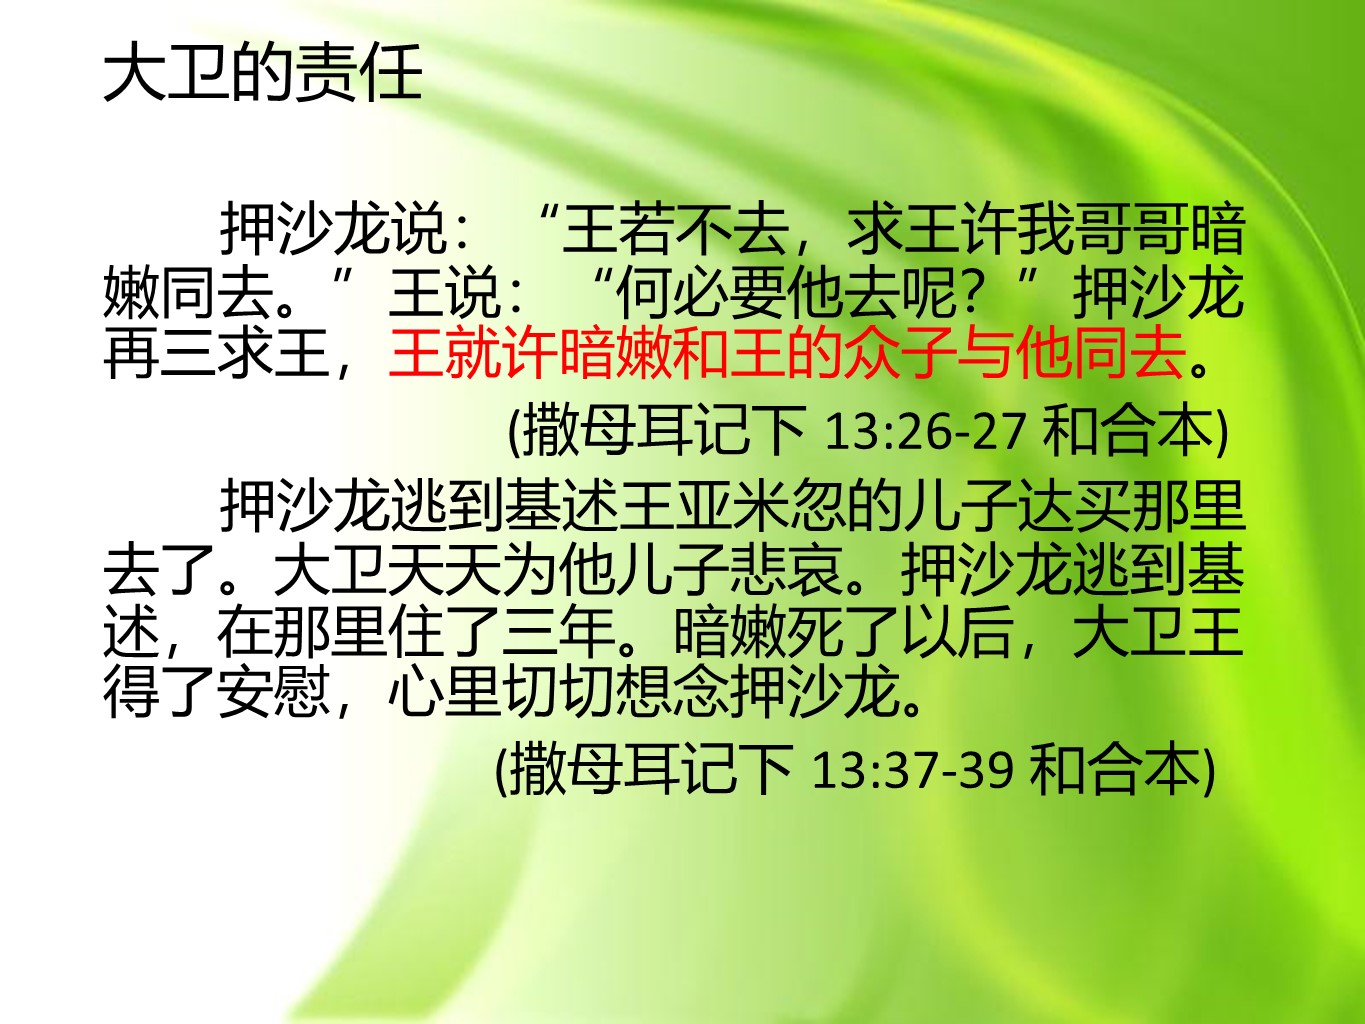 大卫的责任
押沙龙说：“王若不去，求王许我哥哥暗
嫩同去。”王说：“何必要他去呢？”押沙龙
再三求王，王就许暗嫩和王的众子与他同去。
(撒母耳记下 13:26-27 和合本)
押沙龙逃到基述王亚米忽的儿子达买那里
去了。大卫天天为他儿子悲哀。押沙龙逃到基
述，在那里住了三年。暗嫩死了以后，大卫王
得了安慰，心里切切想念押沙龙。
(撒母耳记下 13:37-39 和合本)